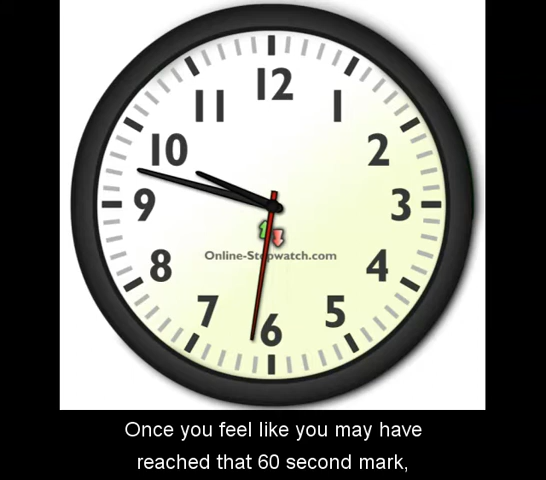 12
11 1
10 2
9 3
Online-Stopwatch.com
8 4
7 5
6
Once you feel like you may have
reached that 60 second mark,